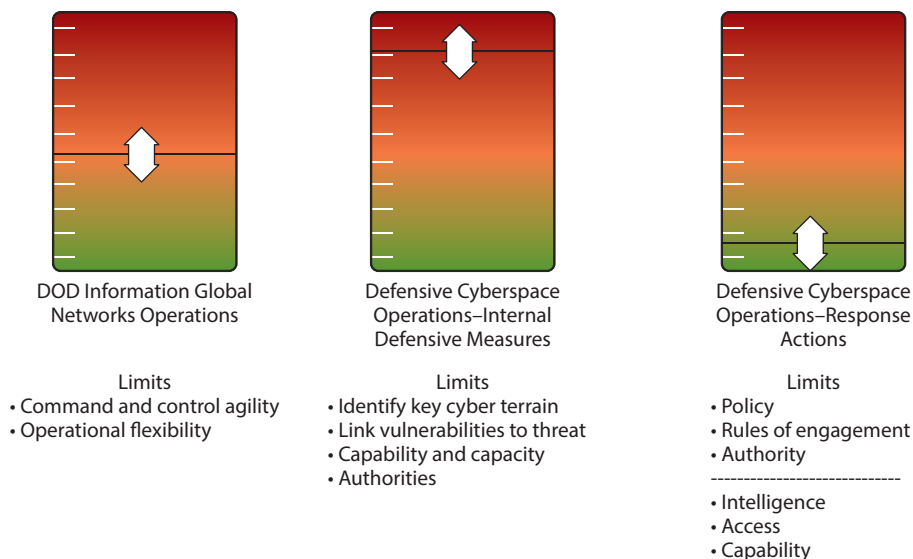 DOD Information Global
Networks Operations
Limits
• Command and control agility
• Operational flexibility
Defensive Cyberspace
Operations–Internal
Defensive Measures
Limits
• Identify key cyber terrain
• Link vulnerabilities to threat
• Capability and capacity
• Authorities
Defensive Cyberspace
Operations–Response
Actions
Limits
• Policy
• Rules of engagement
• Authority
-----------------------------
• Intelligence
• Access
• Capability